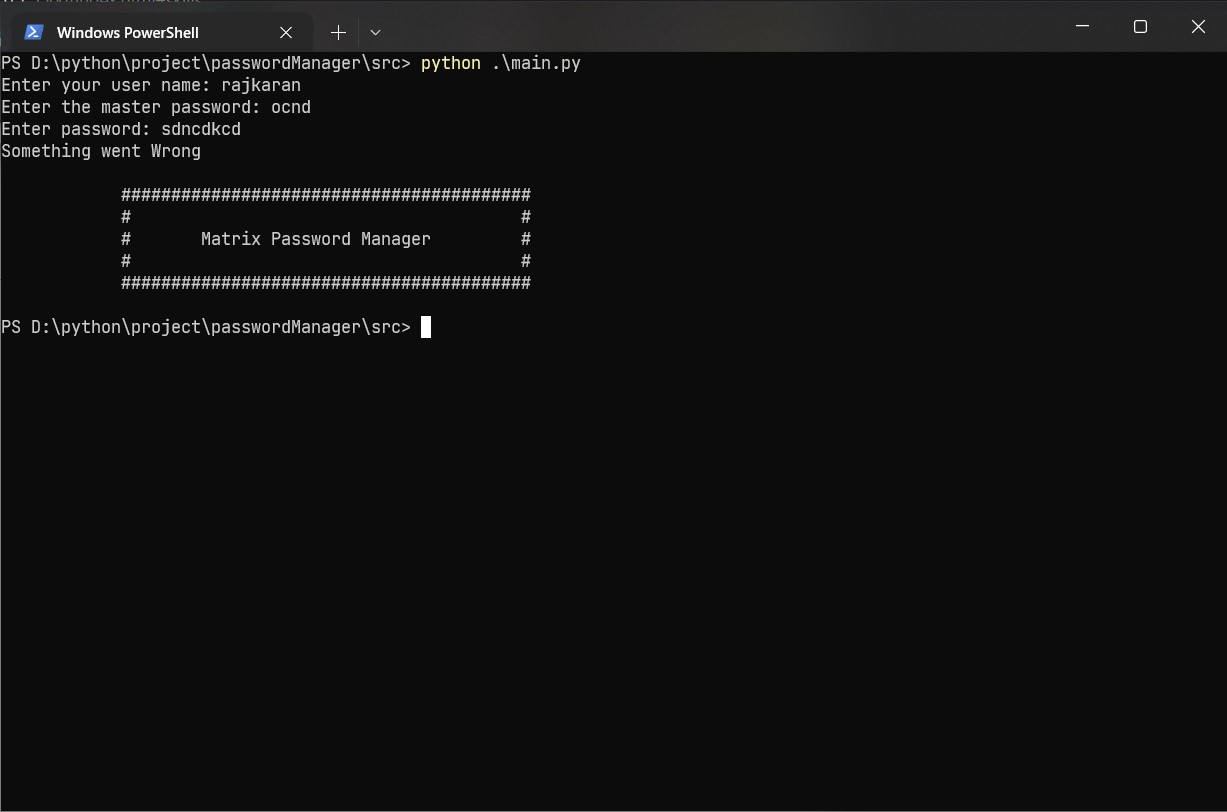 Windows PowerShell
PS D:\python\project\passwordManager\src> python .\main.py
Enter your user name: rajkaran
Enter the master password: ocnd
Enter password: sdncdkcd
Something went Wrong
#########################################
# #
# Matrix Password Manager #
# #
#########################################
PS D:\python\project\passwordManager\src>